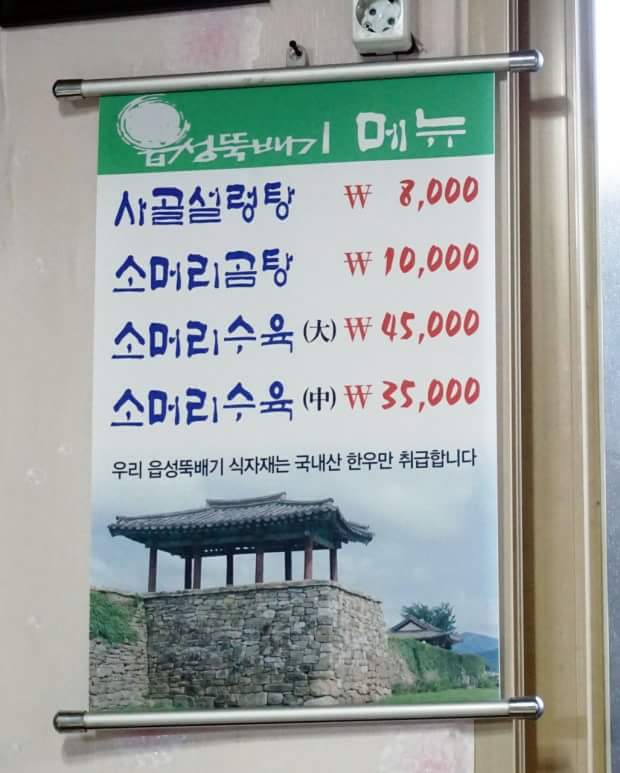 읍성뚝배기 메뉴
사골설렁탕 ₩ 8,000
소머리곰탕 ₩ 10,000
소머리수육 (大) ₩ 45,000
소머리수육 (中) ₩ 35,000
우리 읍성뚝배기 식자재는 국내산 한우만 취급합니다